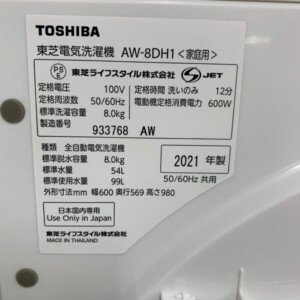 TOSHIBA
東芝電気洗濯機 AW-8DH1<家庭用>
PS E 東芝ライフスタイル株式会社 S JET
定格電圧 100V 定格時間 洗いのみ 12分
定格周波数 50/60Hz 電動機定格消費電力 600W
標準洗濯容量 8.0kg
製造番号 933768 AW
種類 全自動電気洗濯機
標準脱水容量 8.0kg 2021 年製
標準水量 54L
標準使用水量 99L 50/60Hz 共用
外形寸法mm 幅600 奥行569 高さ980
日本国内専用
Use Only in Japan
東芝ライフスタイル株式会社
MADE IN THAILAND